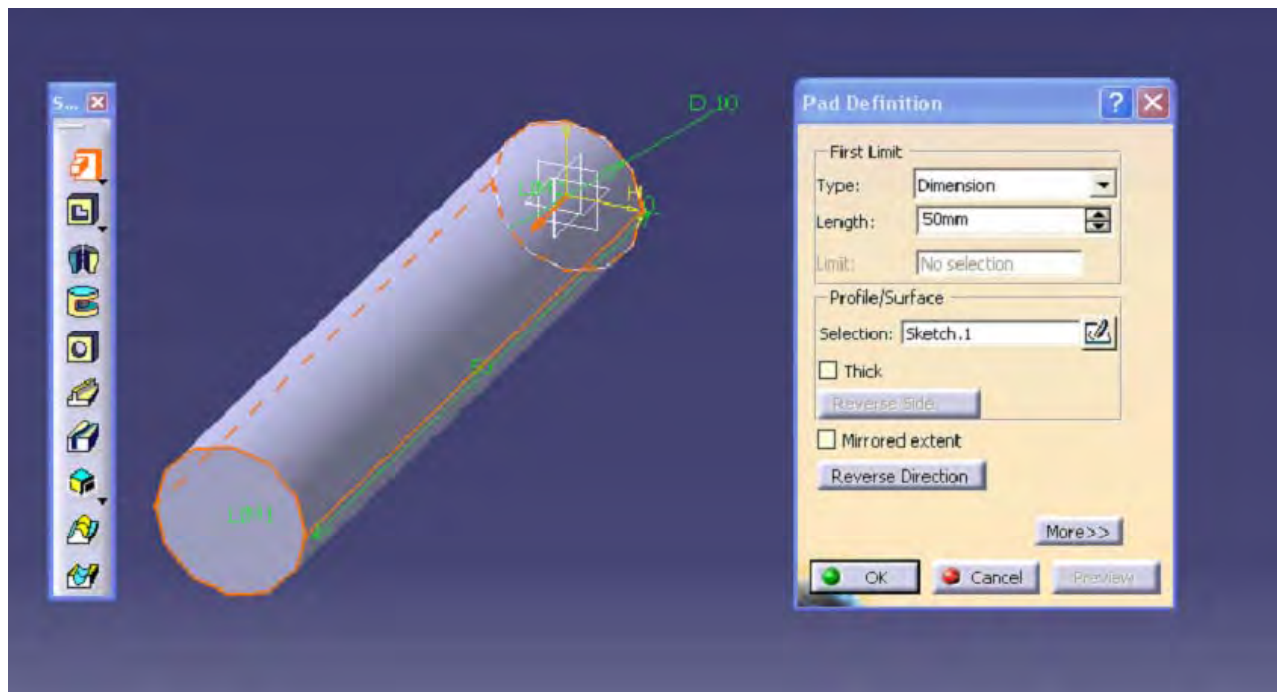 S...
D 10
H
LIM1
Pad Definition
First Limit
Type: Dimension
Length: 50mm
Limit: No selection
Profile/Surface
Selection: Sketch.1
Thick
Reverse Side
Mirrored extent
Reverse Direction
More>>
OK Cancel Preview